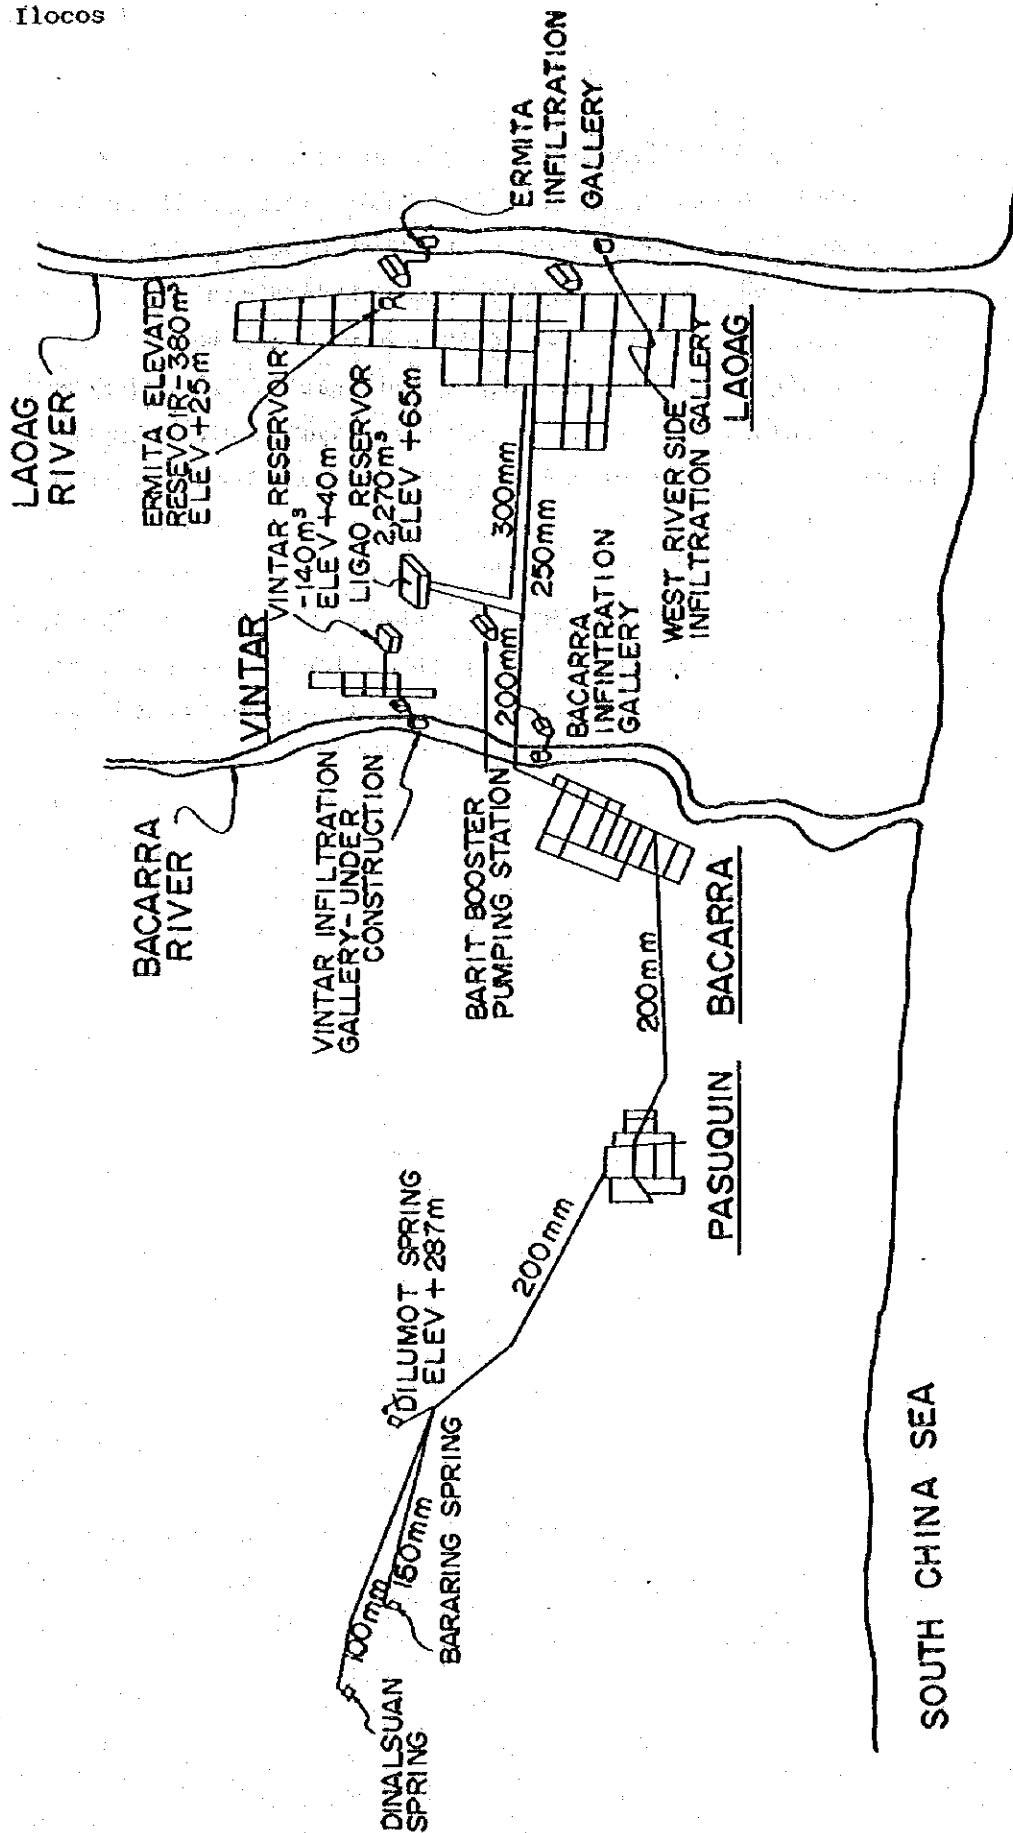 Ilocos
LAOAG
RIVER
ERMITA ELEVATED
RESEVOIR-380m³
ELEV +25m
VINTAR RESERVOIR
-140m³
ELEV +40m
LIGAO RESERVOR
2,270m³
ELEV +65m
ERMITA
INFILTRATION
GALLERY
VINTAR
300mm
250mm
200mm
BACARRA
INFINTRATION
GALLERY
WEST RIVER SIDE
INFILTRATION GALLERY
LAOAG
BACARRA
RIVER
VINTAR INFILTRATION
GALLERY-UNDER
CONSTRUCTION
BARIT BOOSTER
PUMPING STATION
BACARRA
200mm
PASUQUIN
200mm
DILUMOT SPRING
ELEV +287m
150mm
100mm
BARARING SPRING
DINALSUAN
SPRING
SOUTH CHINA SEA